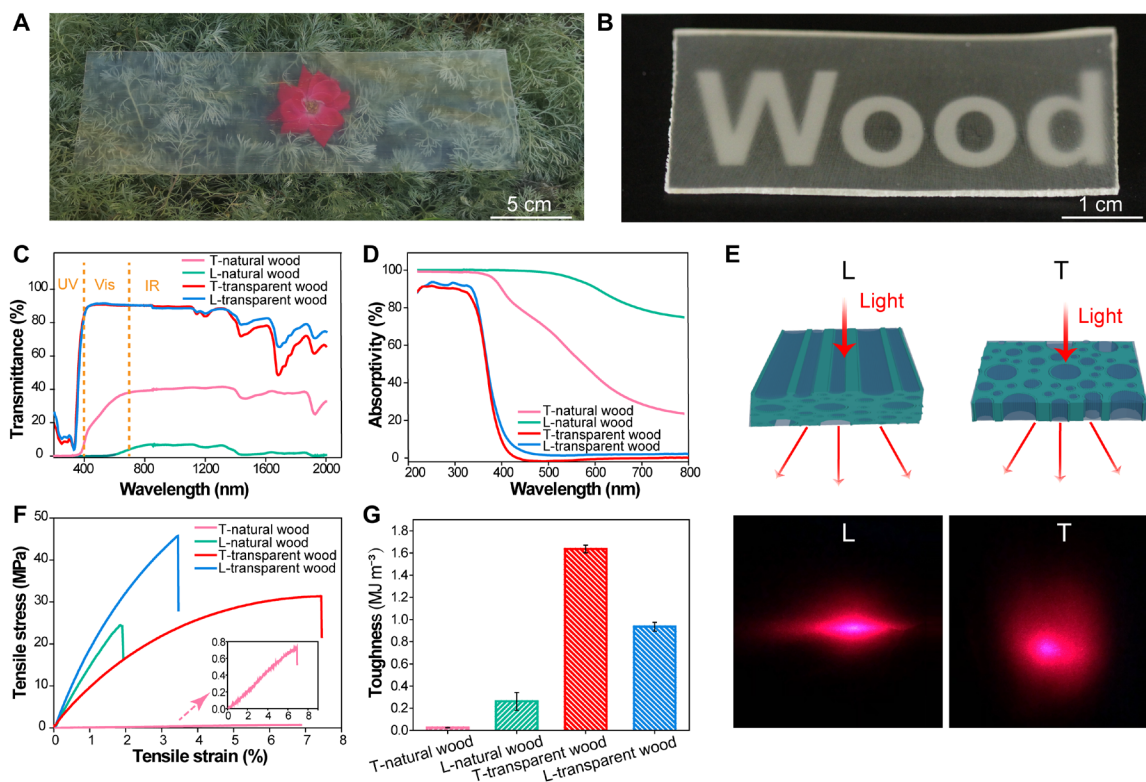 A
5 cm
B
Wood
1 cm
C
UV
Vis
IR
T-natural wood
L-natural wood
T-transparent wood
L-transparent wood
100
80
60
40
20
0
Transmittance (%)
400
800
1200
1600
2000
Wavelength (nm)
D
100
80
60
40
20
0
Absorptivity (%)
T-natural wood
L-natural wood
T-transparent wood
L-transparent wood
200
300
400
500
600
700
800
Wavelength (nm)
E
L
T
Light
Light
L
T
F
50
40
30
20
10
0
Tensile stress (MPa)
T-natural wood
L-natural wood
T-transparent wood
L-transparent wood
0.8
0.6
0.4
0.2
0.0
0
2
4
6
8
0
1
2
3
4
5
6
7
8
Tensile strain (%)
G
1.8
1.6
1.4
1.2
1.0
0.8
0.6
0.4
0.2
0.0
Toughness (MJ m⁻³)
T-natural wood
L-natural wood
T-transparent wood
L-transparent wood